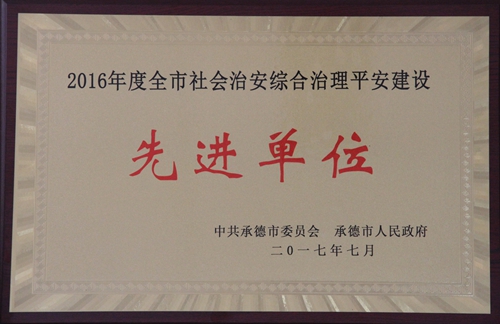 2016年度全市社会治安综合治理平安建设
先进单位
中共承德市委员会 承德市人民政府
二〇一七年七月